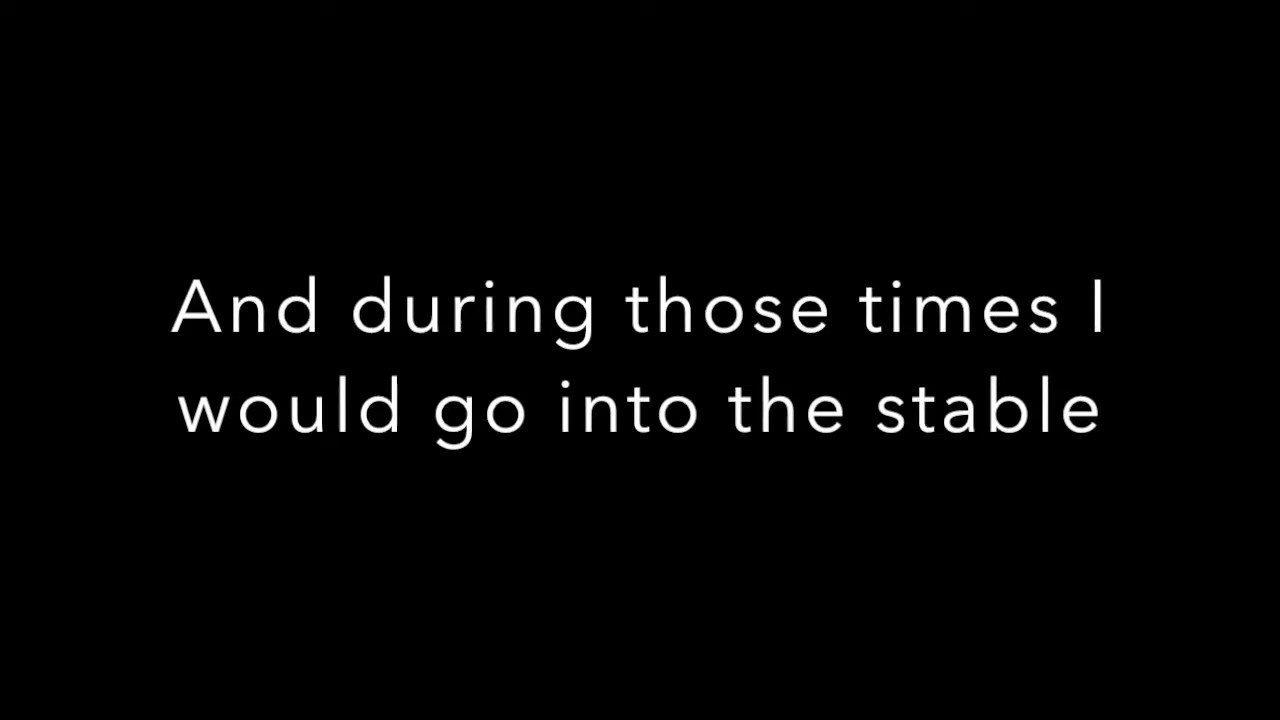 And during those times I
would go into the stable